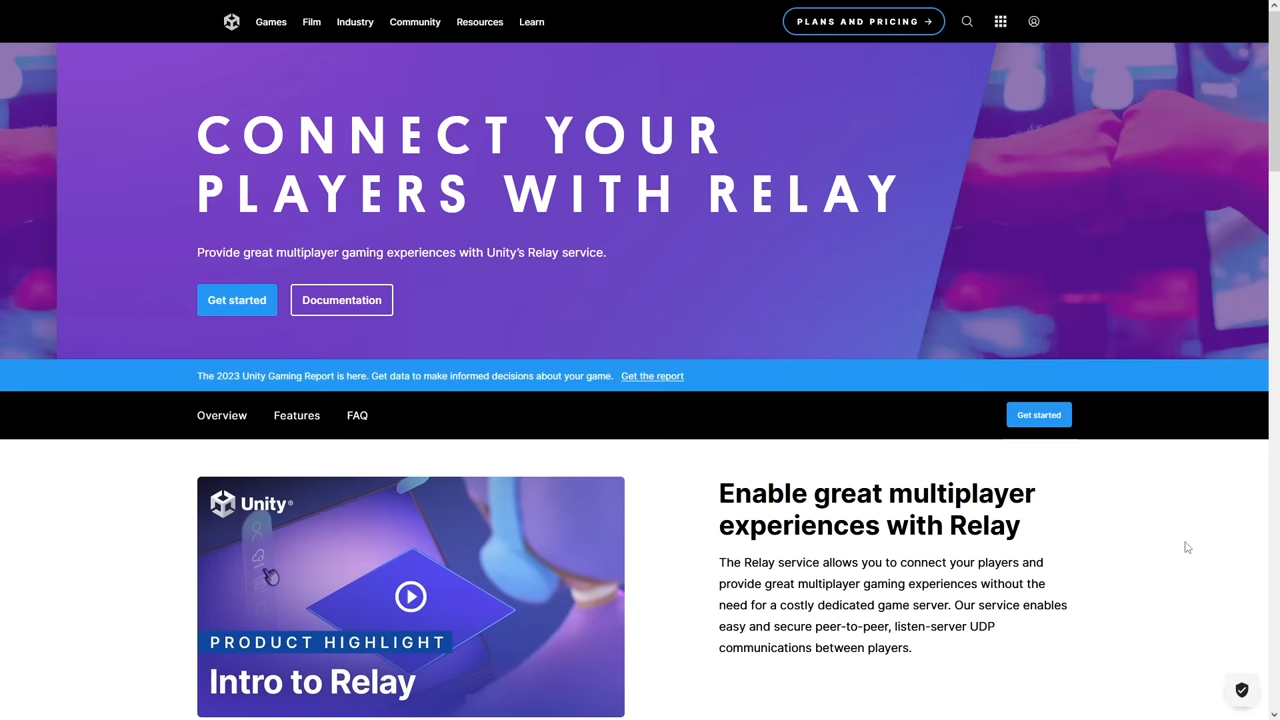 Games Film Industry Community Resources Learn PLANS AND PRICING →
CONNECT YOUR
PLAYERS WITH RELAY
Provide great multiplayer gaming experiences with Unity's Relay service.
Get started Documentation
The 2023 Unity Gaming Report is here. Get data to make informed decisions about your game. Get the report
Overview Features FAQ Get started
Unity®
PRODUCT HIGHLIGHT
Intro to Relay
Enable great multiplayer
experiences with Relay
The Relay service allows you to connect your players and
provide great multiplayer gaming experiences without the
need for a costly dedicated game server. Our service enables
easy and secure peer-to-peer, listen-server UDP
communications between players.